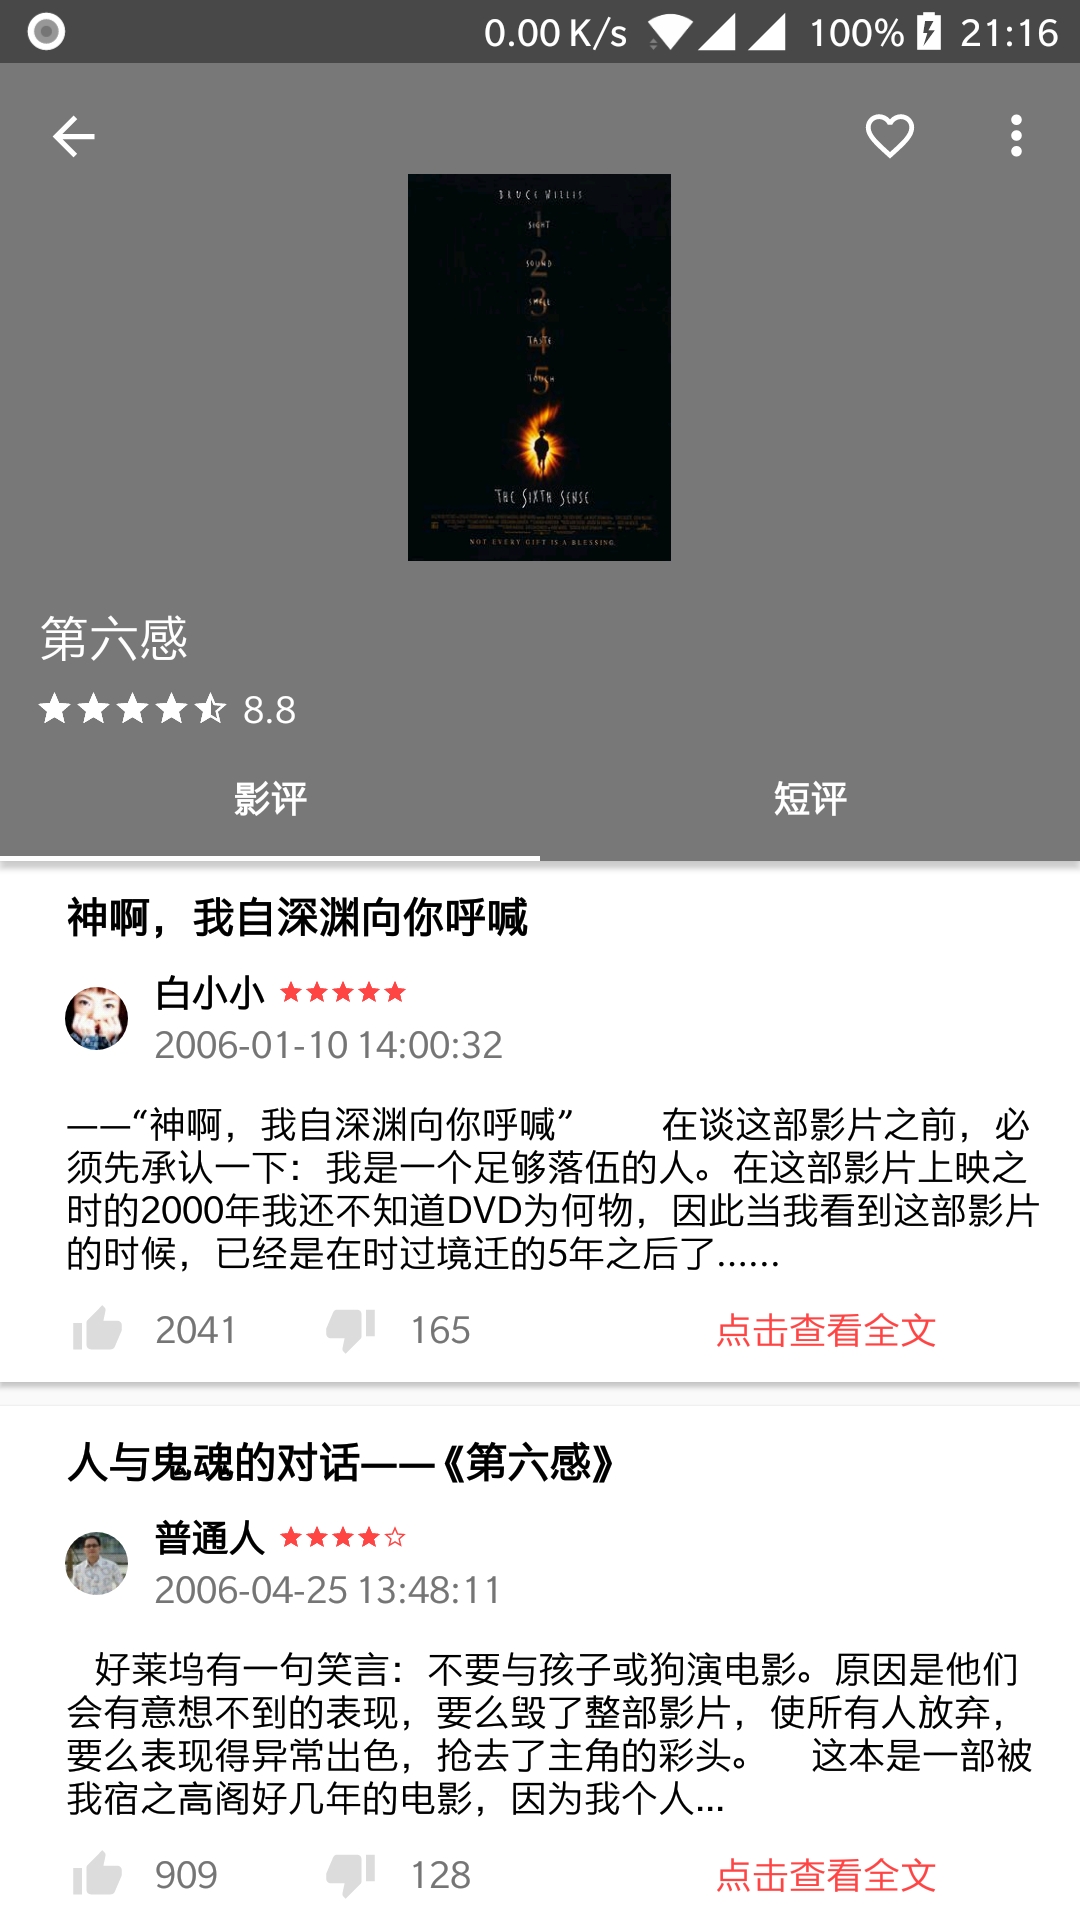 0.00 K/s 100% 21:16
BRUCE WILLIS
1
SIGHT
2
SOUND
3
SMELL
4
TASTE
5
TOUCH
THE SIXTH SENSE
NOT EVERY GIFT IS A BLESSING.
第六感
8.8
影评 短评
神啊，我自深渊向你呼喊
白小小
2006-01-10 14:00:32
——“神啊，我自深渊向你呼喊” 在谈这部影片之前，必
须先承认一下：我是一个足够落伍的人。在这部影片上映之
时的2000年我还不知道DVD为何物，因此当我看到这部影片
的时候，已经是在时过境迁的5年之后了......
2041 165 点击查看全文
人与鬼魂的对话——《第六感》
普通人
2006-04-25 13:48:11
好莱坞有一句笑言：不要与孩子或狗演电影。原因是他们
会有意想不到的表现，要么毁了整部影片，使所有人放弃，
要么表现得异常出色，抢去了主角的彩头。 这本是一部被
我宿之高阁好几年的电影，因为我个人...
909 128 点击查看全文